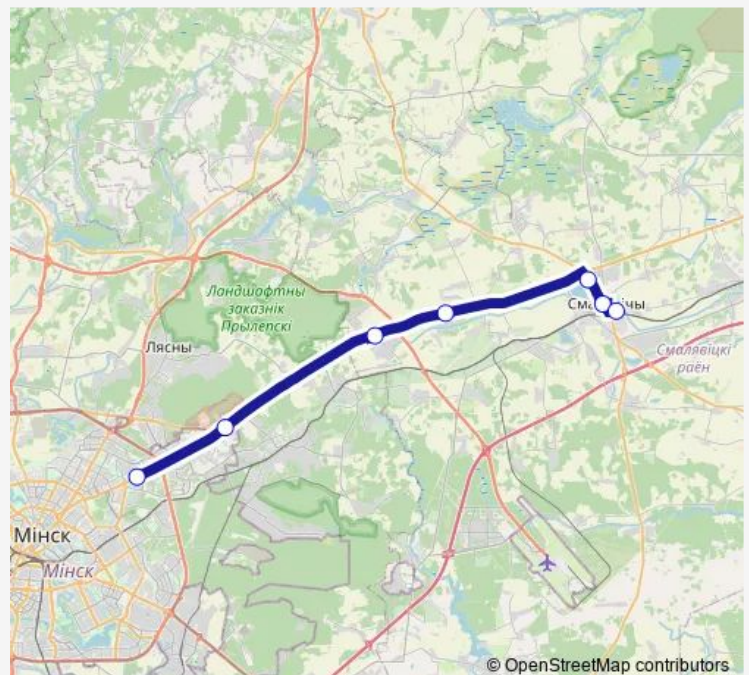 Ландшафтны
заказнік
Прылепскі
Лясны
Смалявіцкі
раён
Мінск
Мінск
© OpenStreetMap contributors